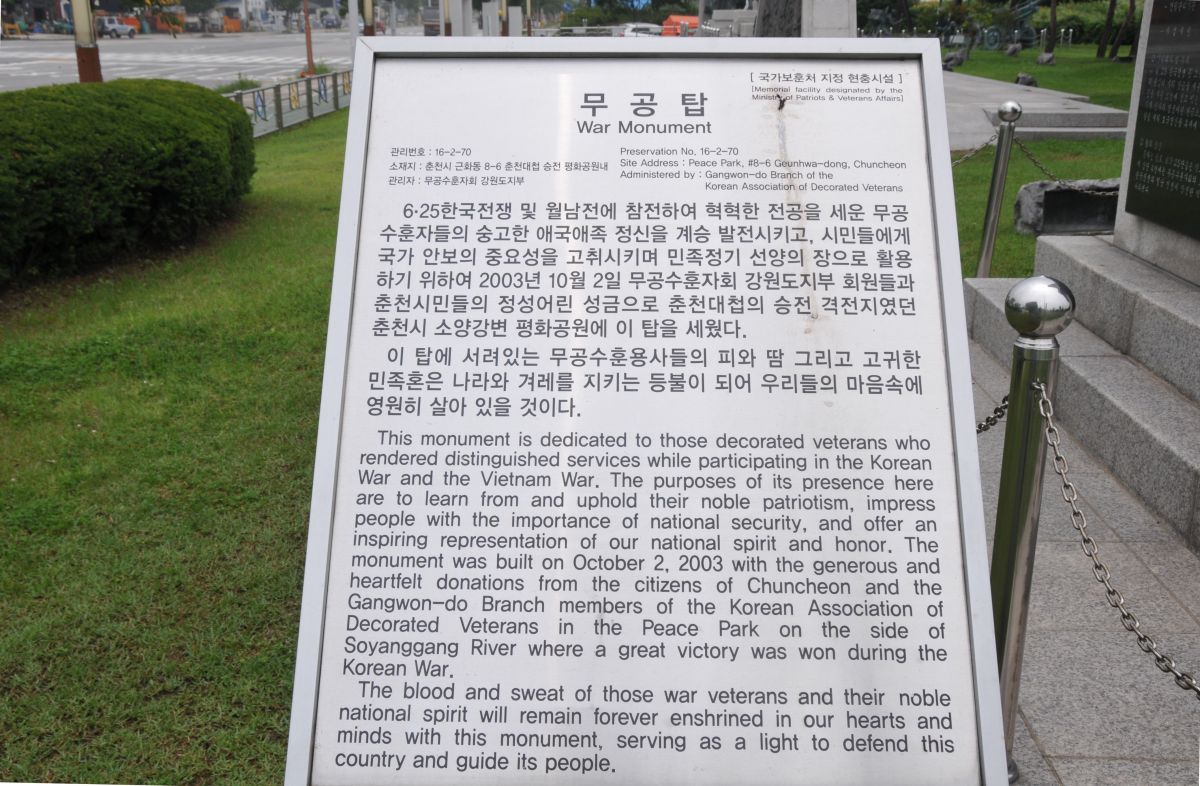 [ 국가보훈처 지정 현충시설 ]
[Memorial facility designated by the
Ministry of Patriots & Veterans Affairs]
무공탑
War Monument
관리번호 : 16-2-70
소재지 : 춘천시 근화동 8-6 춘천대첩 승전 평화공원내
관리자 : 무공수훈자회 강원도지부
Preservation No. 16-2-70
Site Address : Peace Park, #8-6 Geunhwa-dong, Chuncheon
Administered by : Gangwon-do Branch of the
Korean Association of Decorated Veterans
6·25한국전쟁 및 월남전에 참전하여 혁혁한 전공을 세운 무공
수훈자들의 숭고한 애국애족 정신을 계승 발전시키고, 시민들에게
국가 안보의 중요성을 고취시키며 민족정기 선양의 장으로 활용
하기 위하여 2003년 10월 2일 무공수훈자회 강원도지부 회원들과
춘천시민들의 정성어린 성금으로 춘천대첩의 승전 격전지였던
춘천시 소양강변 평화공원에 이 탑을 세웠다.
이 탑에 서려있는 무공수훈용사들의 피와 땀 그리고 고귀한
민족혼은 나라와 겨레를 지키는 등불이 되어 우리들의 마음속에
영원히 살아 있을 것이다.
This monument is dedicated to those decorated veterans who
rendered distinguished services while participating in the Korean
War and the Vietnam War. The purposes of its presence here
are to learn from and uphold their noble patriotism, impress
people with the importance of national security, and offer an
inspiring representation of our national spirit and honor. The
monument was built on October 2, 2003 with the generous and
heartfelt donations from the citizens of Chuncheon and the
Gangwon-do Branch members of the Korean Association of
Decorated Veterans in the Peace Park on the side of
Soyanggang River where a great victory was won during the
Korean War.
The blood and sweat of those war veterans and their noble
national spirit will remain forever enshrined in our hearts and
minds with this monument, serving as a light to defend this
country and guide its people.